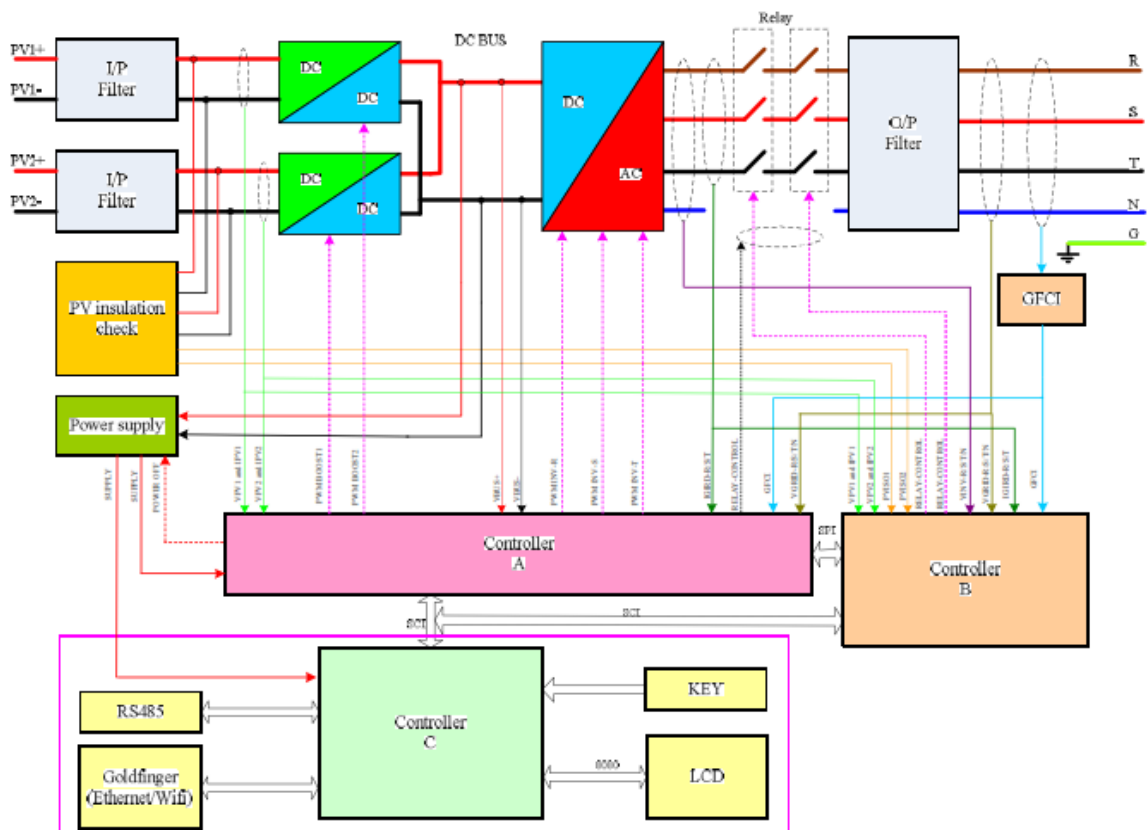 Relay
DC BUS
PV1+
PV1-
I/P
Filter
DC
DC
DC
AC
O/P
Filter
R
S
T
N
G
PV2+
PV2-
I/P
Filter
DC
DC
PV insulation
check
GFCI
Power supply
SUPPLY
SUPPLY
POWER OFF
VPV1 and IPV1
VPV2 and IPV2
PWM BOOST1
PWM BOOST2
VBUS+
VBUS-
PWM INV-R
PWM INV-S
PWM INV-T
IGIRD-R/S/T
RELAY-CONTROL
GFCI
VGRID-R/S/T/N
VPV1 and IPV1
VPV2 and IPV2
PVISO1
PVISO2
RELAY-CONTROL
RELAY-CONTROL
VINV-R/S/T/N
VGRID-R/S/T/N
IGIRD-R/S/T
GFCI
Controller
A
SPI
Controller
B
SCI
SCI
Controller
C
RS485
Goldfinger
(Ethernet/Wifi)
KEY
8080
LCD